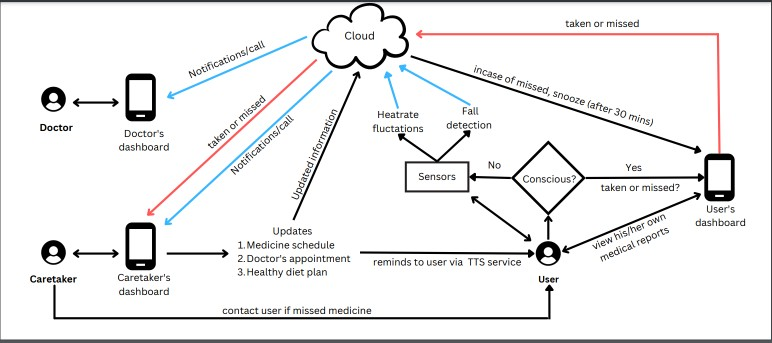 Cloud
taken or missed
Notifications/call
taken or missed
Notifications/call
Updated information
incase of missed, snooze (after 30 mins)
Heatrate
fluctations
Fall
detection
Doctor
Doctor's
dashboard
Sensors
No
Conscious?
Yes
taken or missed?
User's
dashboard
view his/her own
medical reports
Updates
1.Medicine schedule
2.Doctor's appointment
3.Healthy diet plan
reminds to user via TTS service
User
Caretaker
Caretaker's
dashboard
contact user if missed medicine